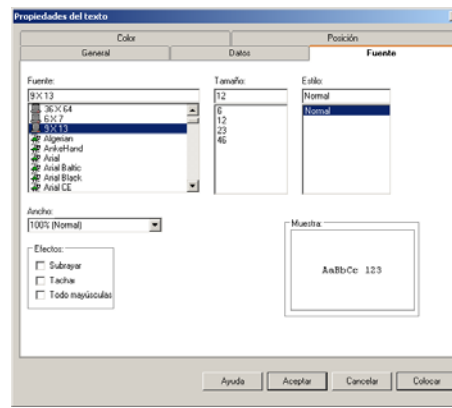 Propiedades del texto
Color Posición
General Datos Fuente
Fuente: Tamaño: Estilo:
9X13 12 Normal
36X64 6 Normal
6X7 12
9X13 23
Algerian 46
AnkeHand
Arial
Arial Baltic
Arial Black
Arial CE
Ancho:
100% (Normal)
Muestra:
AaBbCc 123
Efectos:
Subrayar
Tachar
Todo mayúsculas
Ayuda Aceptar Cancelar Colocar